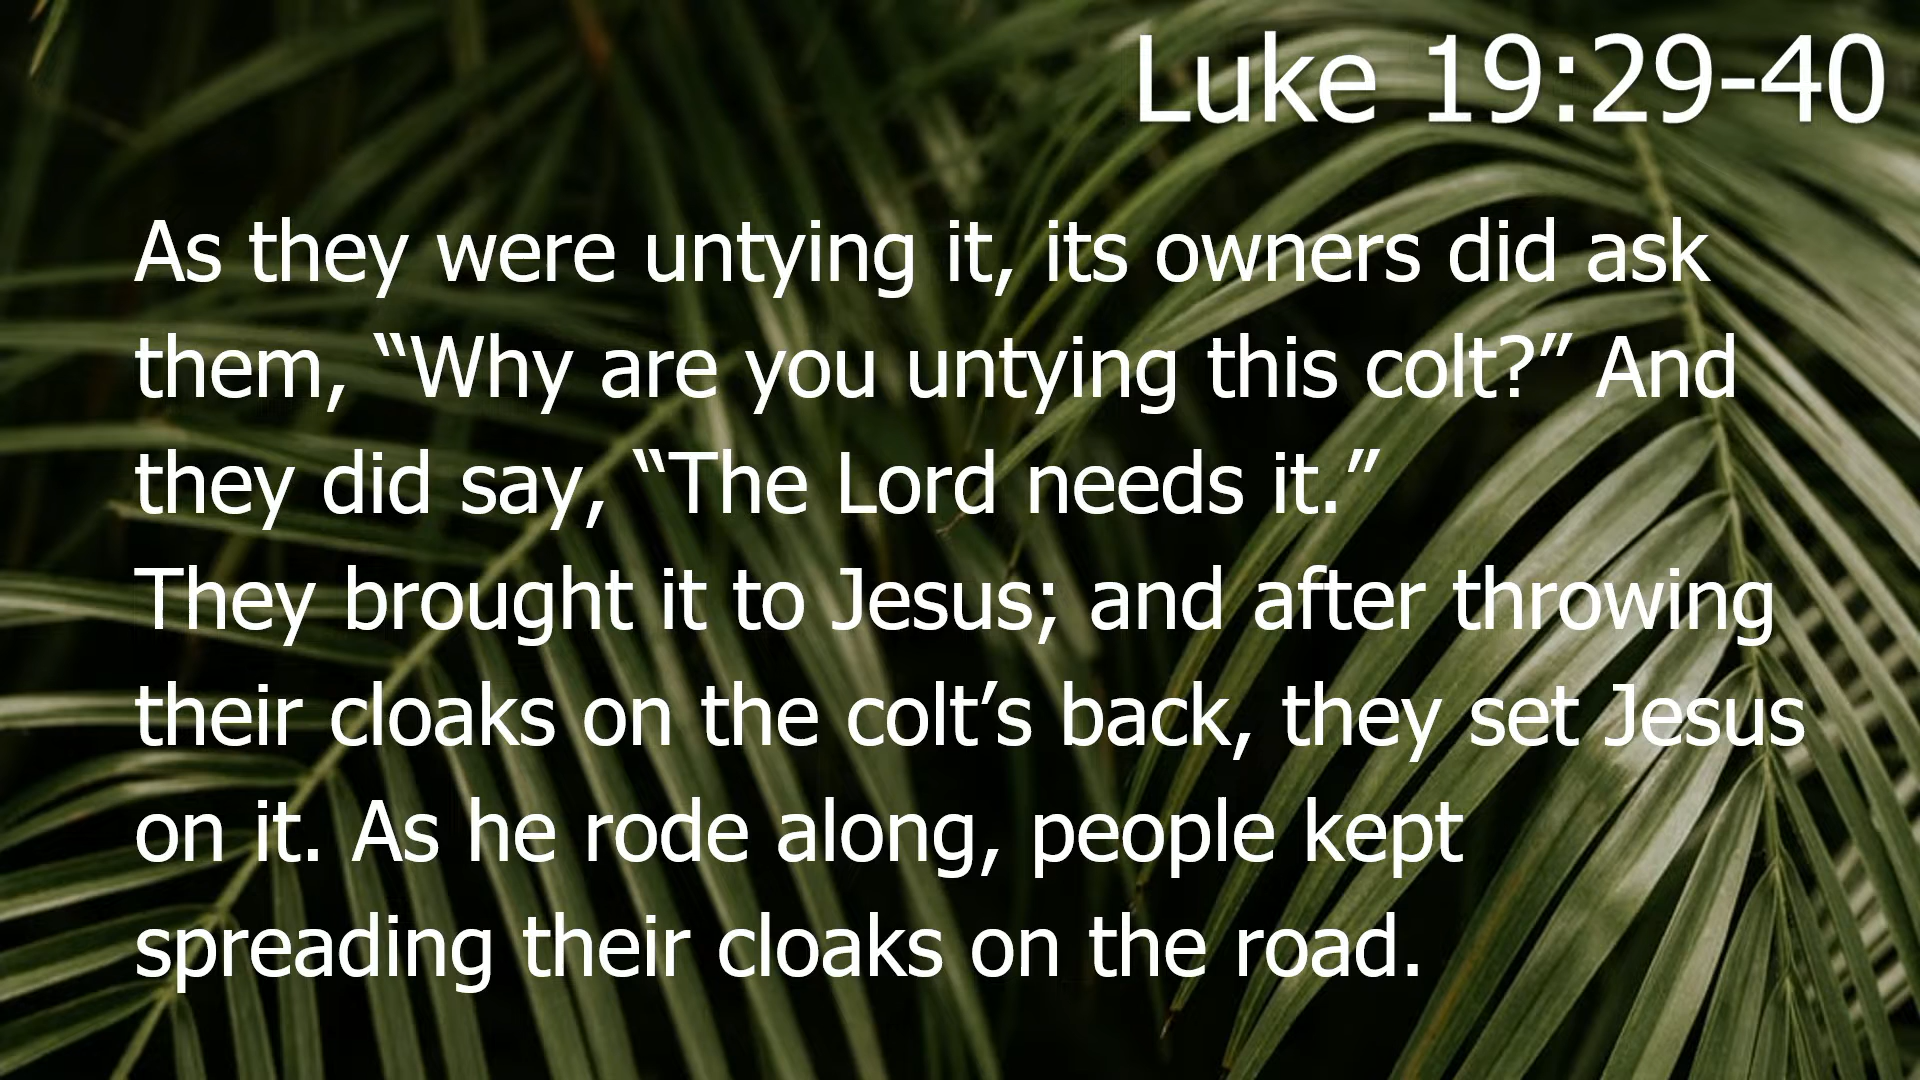 Luke 19:29-40
As they were untying it, its owners did ask
them, “Why are you untying this colt?” And
they did say, “The Lord needs it.”
They brought it to Jesus; and after throwing
their cloaks on the colt’s back, they set Jesus
on it. As he rode along, people kept
spreading their cloaks on the road.